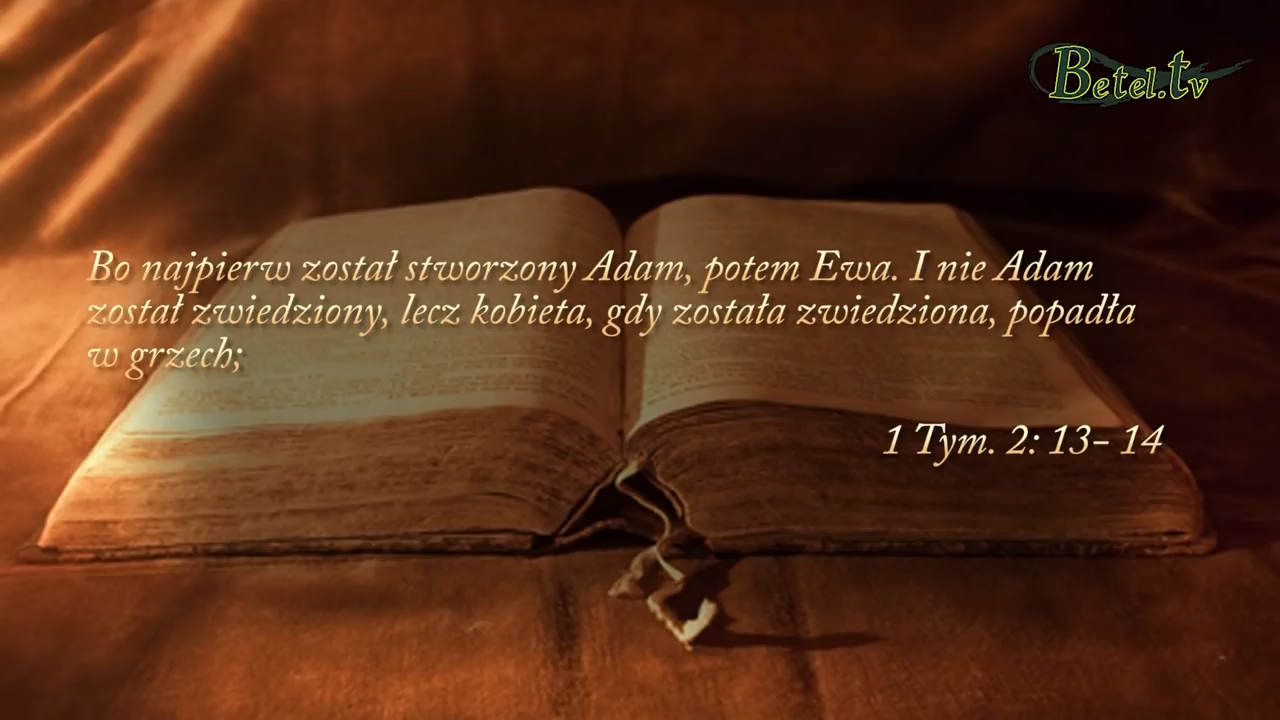 Betel.tv
Bo najpierw został stworzony Adam, potem Ewa. I nie Adam
został zwiedziony, lecz kobieta, gdy została zwiedziona, popadła
w grzech;
1 Tym. 2: 13- 14